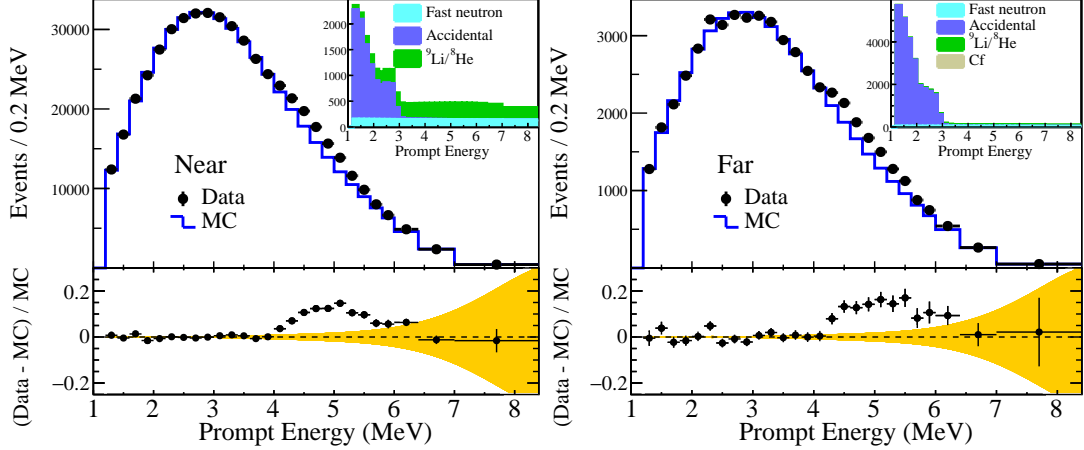 Events / 0.2 MeV
30000
20000
10000
Near
Data
MC
Fast neutron
Accidental
⁹Li/⁸He
2000
1500
1000
500
0
1 2 3 4 5 6 7 8
Prompt Energy
(Data - MC) / MC
0.2
0
−0.2
1 2 3 4 5 6 7 8
Prompt Energy (MeV)
Events / 0.2 MeV
3000
2000
1000
Far
Data
MC
Fast neutron
Accidental
⁹Li/⁸He
Cf
4000
2000
0
1 2 3 4 5 6 7 8
Prompt Energy
(Data - MC) / MC
0.2
0
−0.2
1 2 3 4 5 6 7 8
Prompt Energy (MeV)